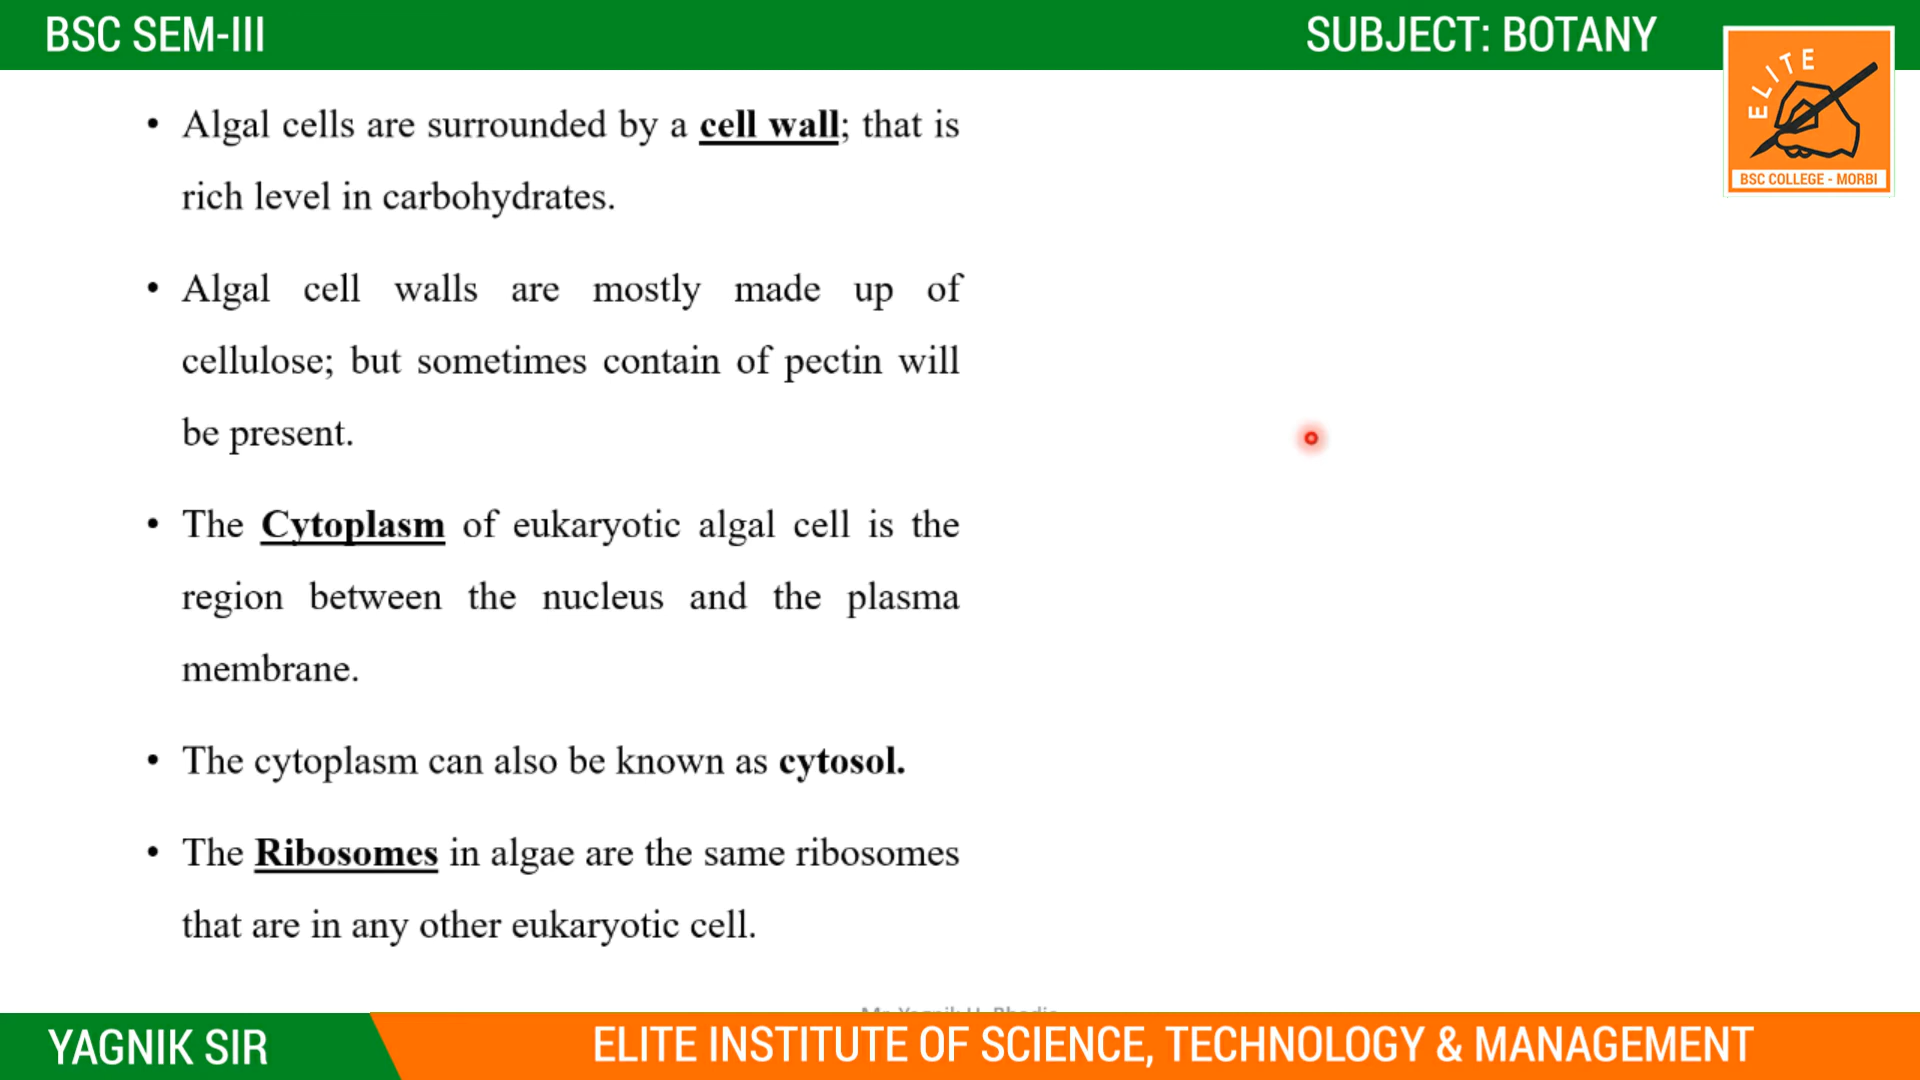 BSC SEM-III
SUBJECT: BOTANY
ELITE
BSC COLLEGE - MORBI
• Algal cells are surrounded by a cell wall; that is
rich level in carbohydrates.
• Algal cell walls are mostly made up of
cellulose; but sometimes contain of pectin will
be present.
• The Cytoplasm of eukaryotic algal cell is the
region between the nucleus and the plasma
membrane.
• The cytoplasm can also be known as cytosol.
• The Ribosomes in algae are the same ribosomes
that are in any other eukaryotic cell.
YAGNIK SIR
ELITE INSTITUTE OF SCIENCE, TECHNOLOGY & MANAGEMENT